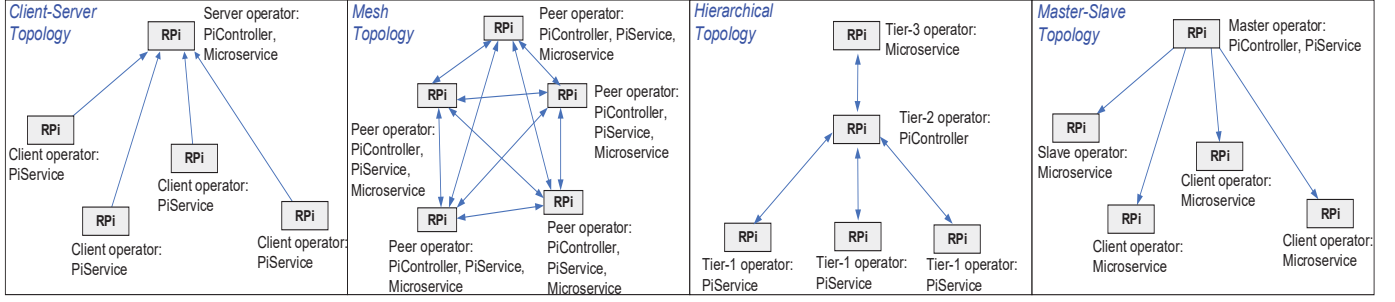 Client-Server
Topology
RPi
Server operator:
PiController,
Microservice
RPi
Client operator:
PiService
RPi
Client operator:
PiService
RPi
Client operator:
PiService
RPi
Client operator:
PiService
Mesh
Topology
RPi
Peer operator:
PiController, PiService,
Microservice
RPi
Peer operator:
PiController,
PiService,
Microservice
RPi
Peer operator:
PiController,
PiService,
Microservice
RPi
Peer operator:
PiController, PiService,
Microservice
RPi
Peer operator:
PiController,
PiService,
Microservice
Hierarchical
Topology
RPi
Tier-3 operator:
Microservice
RPi
Tier-2 operator:
PiController
RPi
Tier-1 operator:
PiService
RPi
Tier-1 operator:
PiService
RPi
Tier-1 operator:
PiService
Master-Slave
Topology
RPi
Master operator:
PiController, PiService
RPi
Slave operator:
Microservice
RPi
Client operator:
Microservice
RPi
Client operator:
Microservice
RPi
Client operator:
Microservice